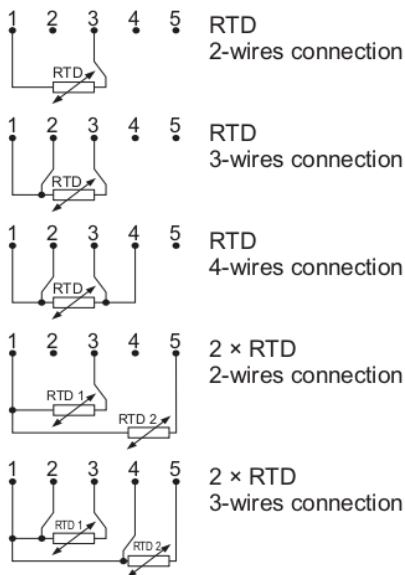 1 2 3 4 5
RTD
2-wires connection
RTD
1 2 3 4 5
RTD
3-wires connection
RTD
1 2 3 4 5
RTD
4-wires connection
RTD
1 2 3 4 5
2 × RTD
2-wires connection
RTD 1
RTD 2
1 2 3 4 5
2 × RTD
3-wires connection
RTD 1
RTD 2